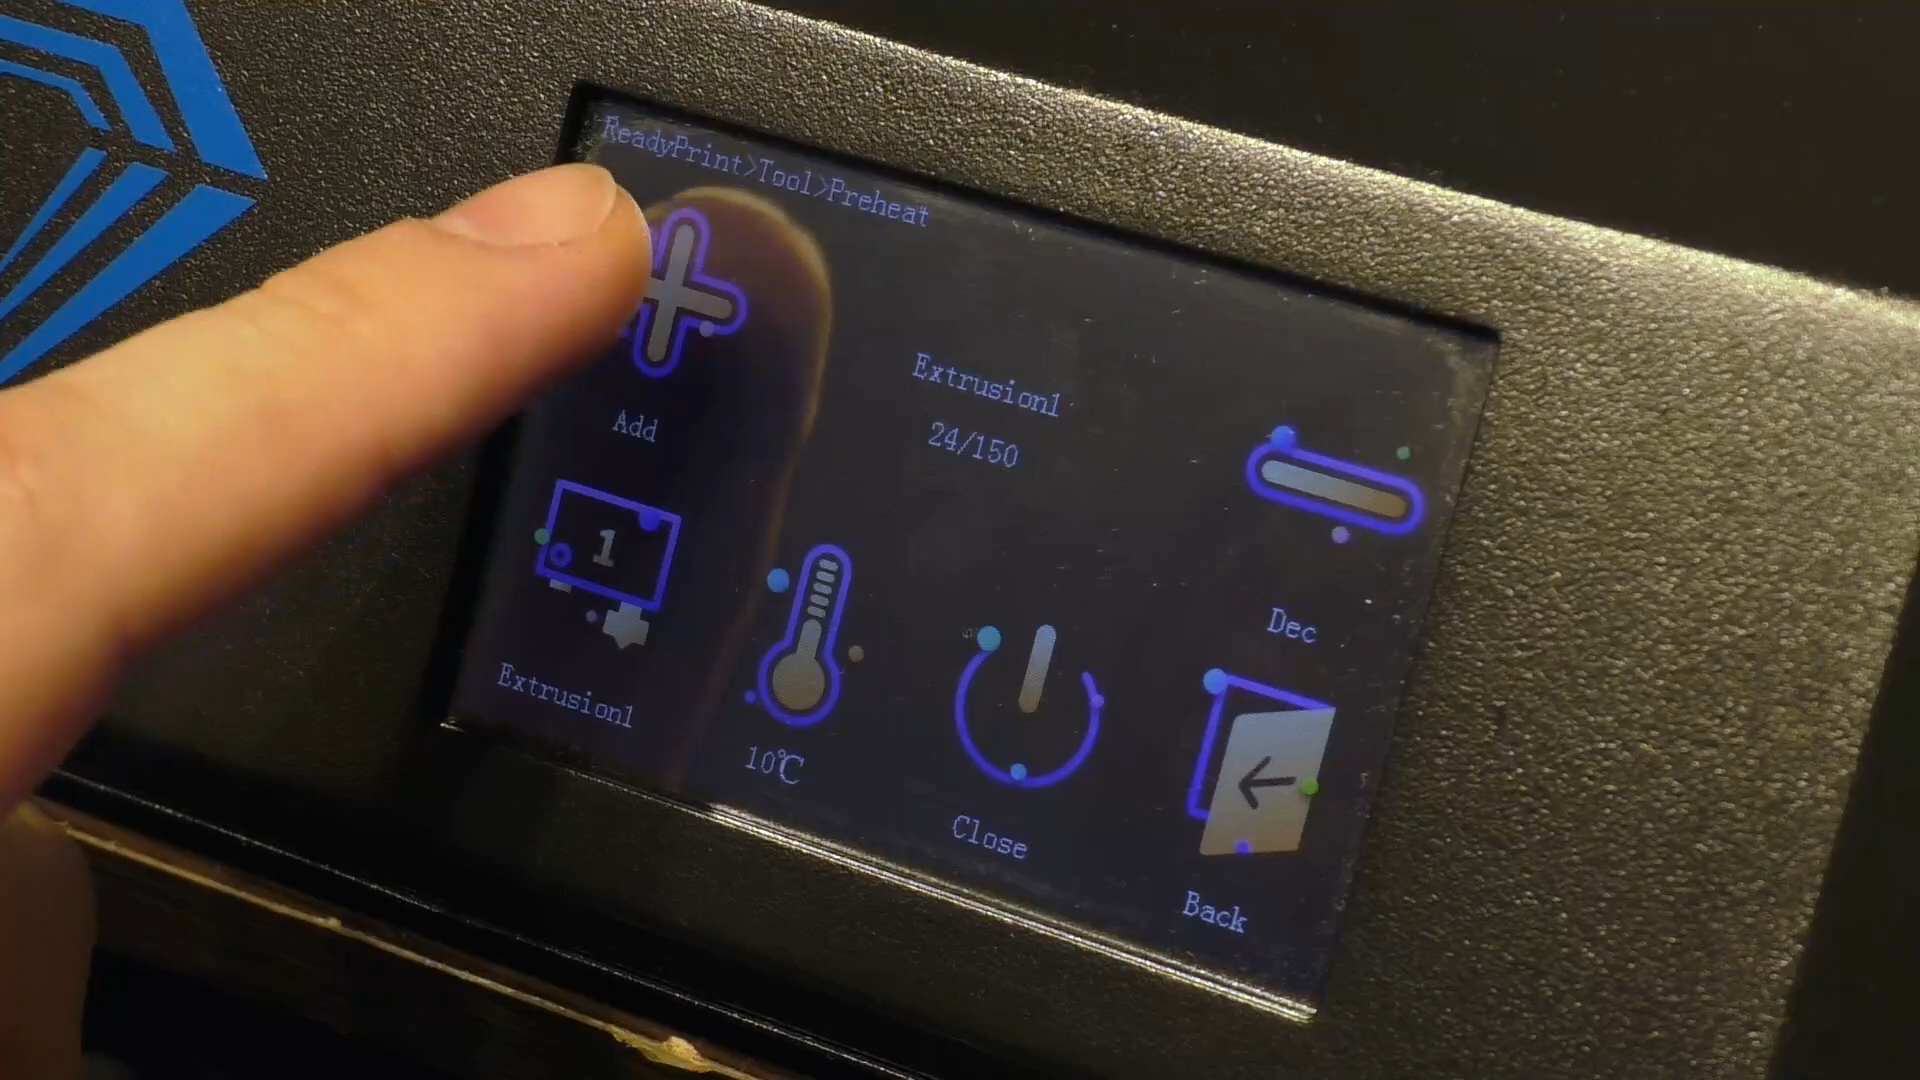 ReadyPrint>Tool>Preheat
Add
Extrusion1
24/150
Dec
1
Extrusion1
10℃
Close
Back